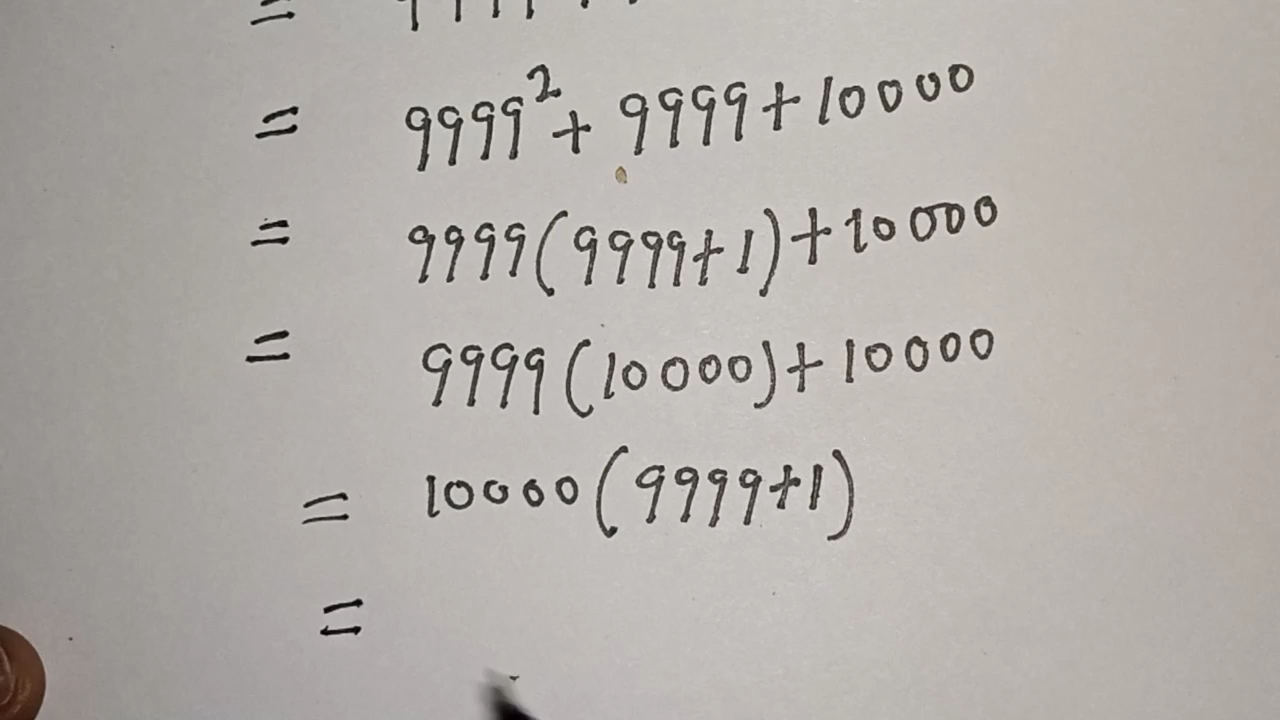 = 9999² + 9999 + 10000
= 9999(9999+1) + 10000
= 9999(10000) + 10000
= 10000(9999+1)
=